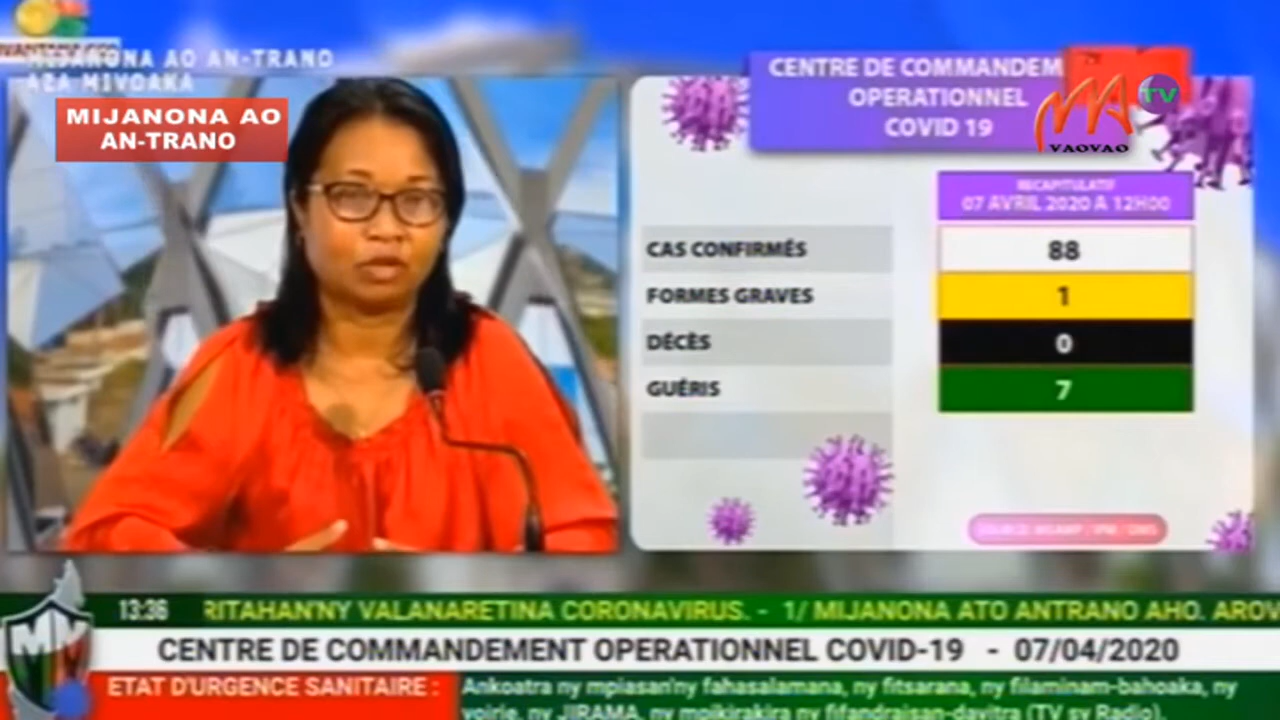 MIJANONA AO AN-TRANO
AZA MIVOAKA
MIJANONA AO
AN-TRANO
CENTRE DE COMMANDEM
OPERATIONNEL
COVID 19
MA TV
VAOVAO
RECAPITULATIF
07 AVRIL 2020 A 12H00
CAS CONFIRMÉS 88
FORMES GRAVES 1
DÉCÈS 0
GUÉRIS 7
13:36 RITAHAN'NY VALANARETINA CORONAVIRUS. - 1/ MIJANONA ATO ANTRANO AHO. AROV
CENTRE DE COMMANDEMENT OPERATIONNEL COVID-19 - 07/04/2020
ETAT D'URGENCE SANITAIRE : Ankoatra ny mpiasan'ny fahasalamana, ny fitsarana, ny filaminam-bahoaka, ny
voirie, ny JIRAMA, ny mpikirakira ny fifandraisan-davitra (TV sy Radio),